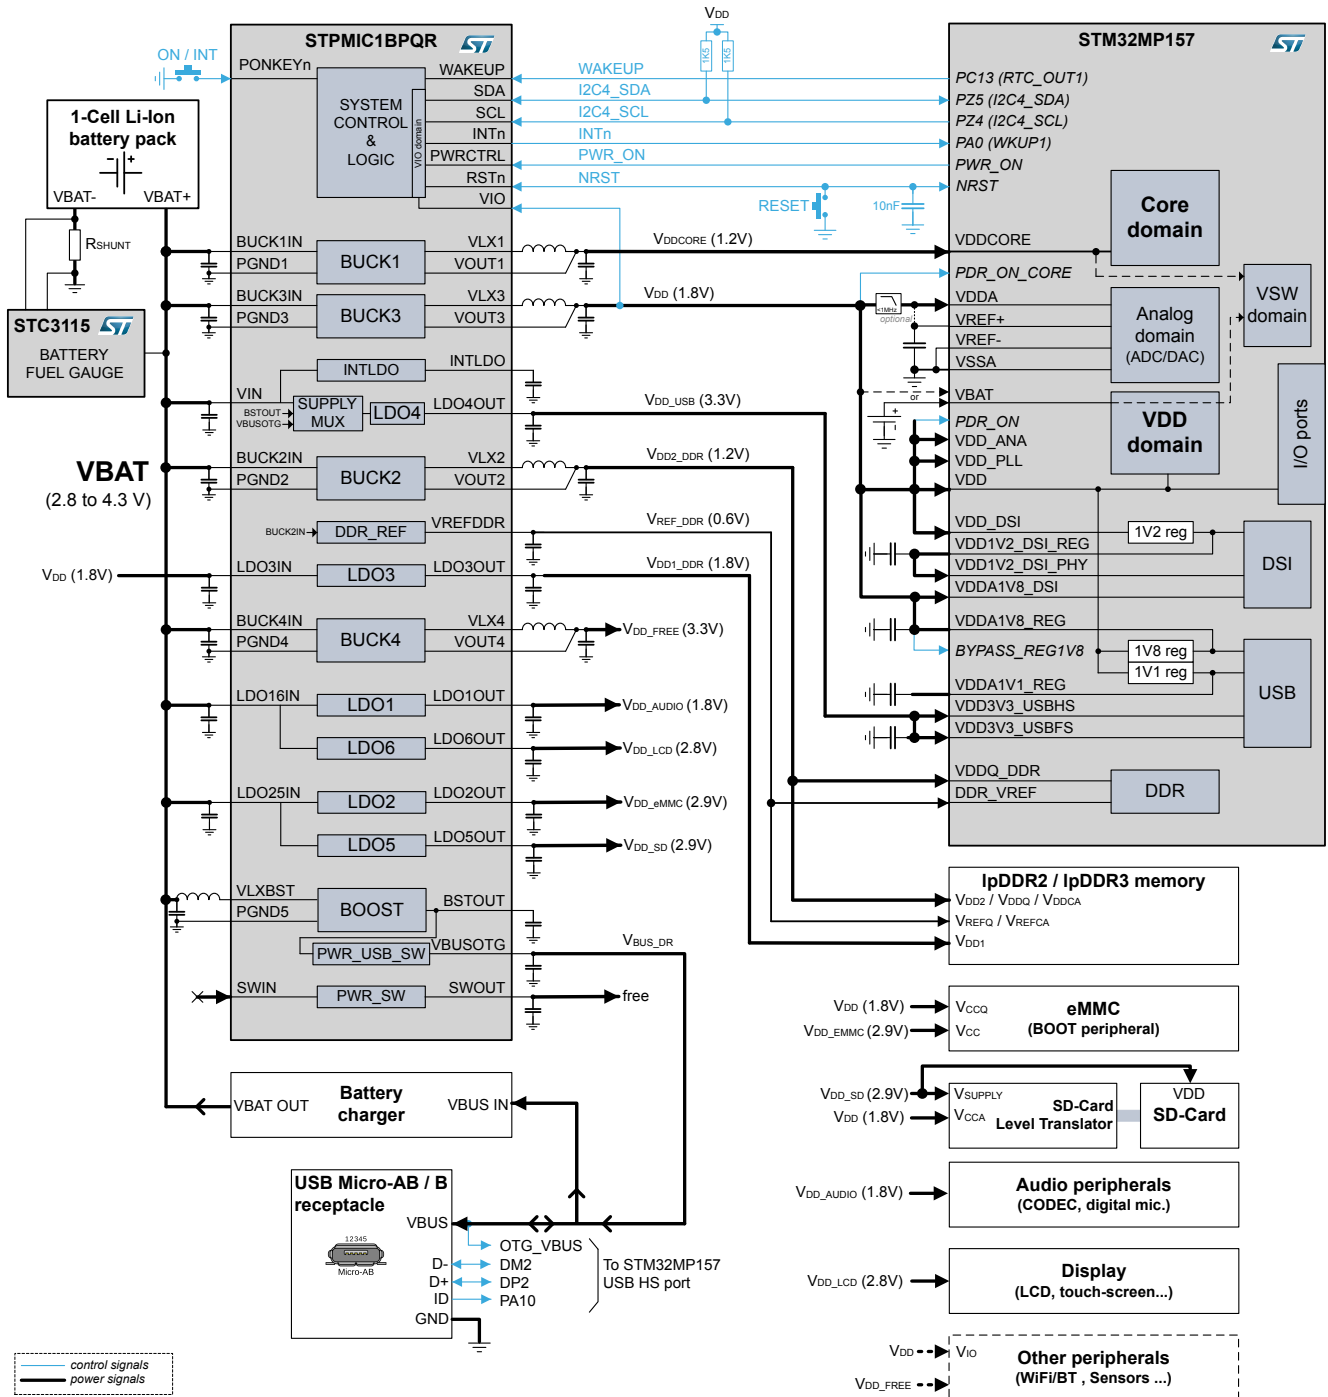 STPMIC1BPQR
ST
ON / INT
PONKEYn
SYSTEM
CONTROL
&
LOGIC
VIO domain
WAKEUP
SDA
SCL
INTn
PWRCTRL
RSTn
VIO
VDD
1K5
1K5
WAKEUP
I2C4_SDA
I2C4_SCL
INTn
PWR_ON
NRST
RESET
10nF
STM32MP157
ST
PC13 (RTC_OUT1)
PZ5 (I2C4_SDA)
PZ4 (I2C4_SCL)
PA0 (WKUP1)
PWR_ON
NRST
1-Cell Li-Ion
battery pack
- +
VBAT-
VBAT+
RSHUNT
STC3115 ST
BATTERY
FUEL GAUGE
VBAT
(2.8 to 4.3 V)
BUCK1IN
PGND1
BUCK1
VLX1
VOUT1
VDDCORE (1.2V)
BUCK3IN
PGND3
BUCK3
VLX3
VOUT3
VDD (1.8V)
INTLDO
INTLDO
VIN
BSTOUT
VBUSOTG
SUPPLY
MUX
LDO4
LDO4OUT
VDD_USB (3.3V)
BUCK2IN
PGND2
BUCK2
VLX2
VOUT2
VDD2_DDR (1.2V)
BUCK2IN
DDR_REF
VREFDDR
VREF_DDR (0.6V)
VDD (1.8V)
LDO3IN
LDO3
LDO3OUT
VDD1_DDR (1.8V)
BUCK4IN
PGND4
BUCK4
VLX4
VOUT4
VDD_FREE (3.3V)
LDO16IN
LDO1
LDO1OUT
VDD_AUDIO (1.8V)
LDO6
LDO6OUT
VDD_LCD (2.8V)
LDO25IN
LDO2
LDO2OUT
VDD_eMMC (2.9V)
LDO5
LDO5OUT
VDD_SD (2.9V)
VLXBST
PGND5
BOOST
BSTOUT
PWR_USB_SW
VBUSOTG
VBUS_DR
SWIN
PWR_SW
SWOUT
free
Core
domain
VDDCORE
PDR_ON_CORE
<1MHz
optional
VDDA
VREF+
VREF-
VSSA
Analog
domain
(ADC/DAC)
VSW
domain
or
+
-
VBAT
PDR_ON
VDD_ANA
VDD_PLL
VDD
VDD
domain
I/O ports
VDD_DSI
VDD1V2_DSI_REG
VDD1V2_DSI_PHY
VDDA1V8_DSI
1V2 reg
DSI
VDDA1V8_REG
BYPASS_REG1V8
1V8 reg
1V1 reg
VDDA1V1_REG
VDD3V3_USBHS
VDD3V3_USBFS
USB
VDDQ_DDR
DDR_VREF
DDR
lpDDR2 / lpDDR3 memory
VDD2 / VDDQ / VDDCA
VREFQ / VREFCA
VDD1
VDD (1.8V)
VDD_EMMC (2.9V)
VCCQ
VCC
eMMC
(BOOT peripheral)
VDD_SD (2.9V)
VDD (1.8V)
VSUPPLY
VCCA
SD-Card
Level Translator
VDD
SD-Card
VDD_AUDIO (1.8V)
Audio peripherals
(CODEC, digital mic.)
VDD_LCD (2.8V)
Display
(LCD, touch-screen...)
VDD
VDD_FREE
VIO
Other peripherals
(WiFi/BT , Sensors ...)
VBAT OUT
Battery
charger
VBUS IN
USB Micro-AB / B
receptacle
VBUS
12345
Micro-AB
D-
D+
ID
GND
OTG_VBUS
DM2
DP2
PA10
To STM32MP157
USB HS port
control signals
power signals